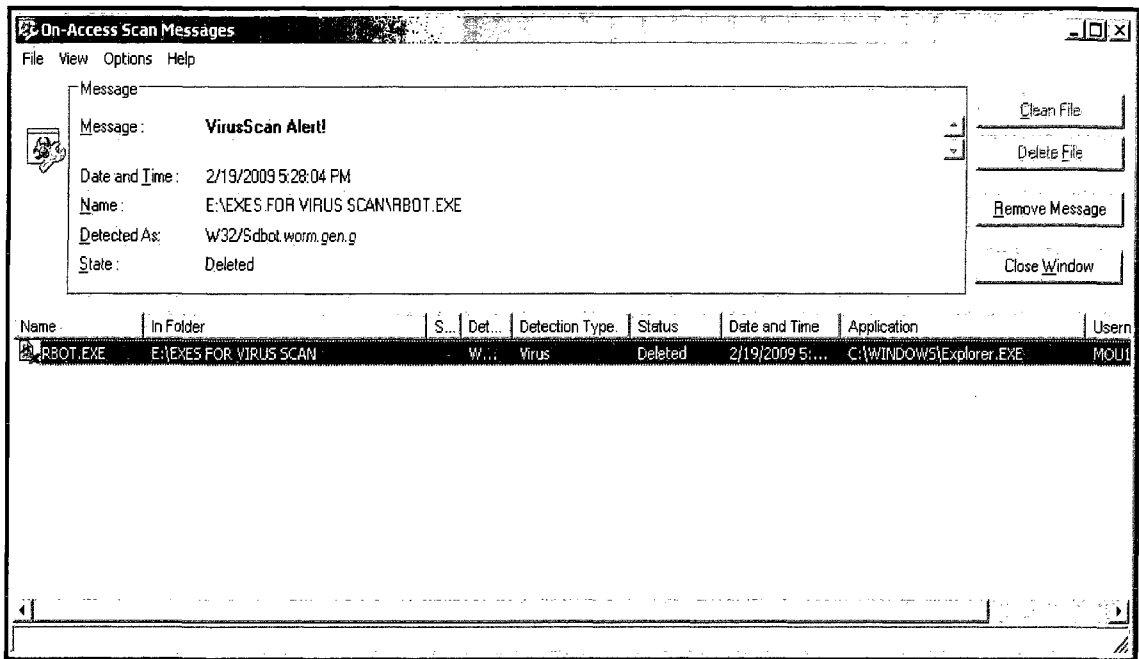 On-Access Scan Messages
File View Options Help
Message
Message: VirusScan Alert!
Date and Time: 2/19/2009 5:28:04 PM
Name: E:\EXES FOR VIRUS SCAN\RBOT.EXE
Detected As: W32/Sdbot.worm.gen.g
State: Deleted
Clean File
Delete File
Remove Message
Close Window
Name In Folder S... Det... Detection Type. Status Date and Time Application Usern
RBOT.EXE E:\EXES FOR VIRUS SCAN W... Virus Deleted 2/19/2009 5:... C:\WINDOWS\Explorer.EXE MOU1